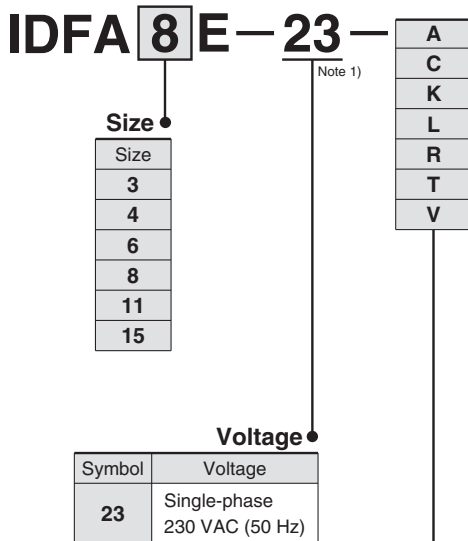 IDFA 8 E — 23 —
Note 1)
A
C
K
L
R
T
V
Size
Size
3
4
6
8
11
15
Voltage
Symbol Voltage
23 Single-phase
230 VAC (50 Hz)